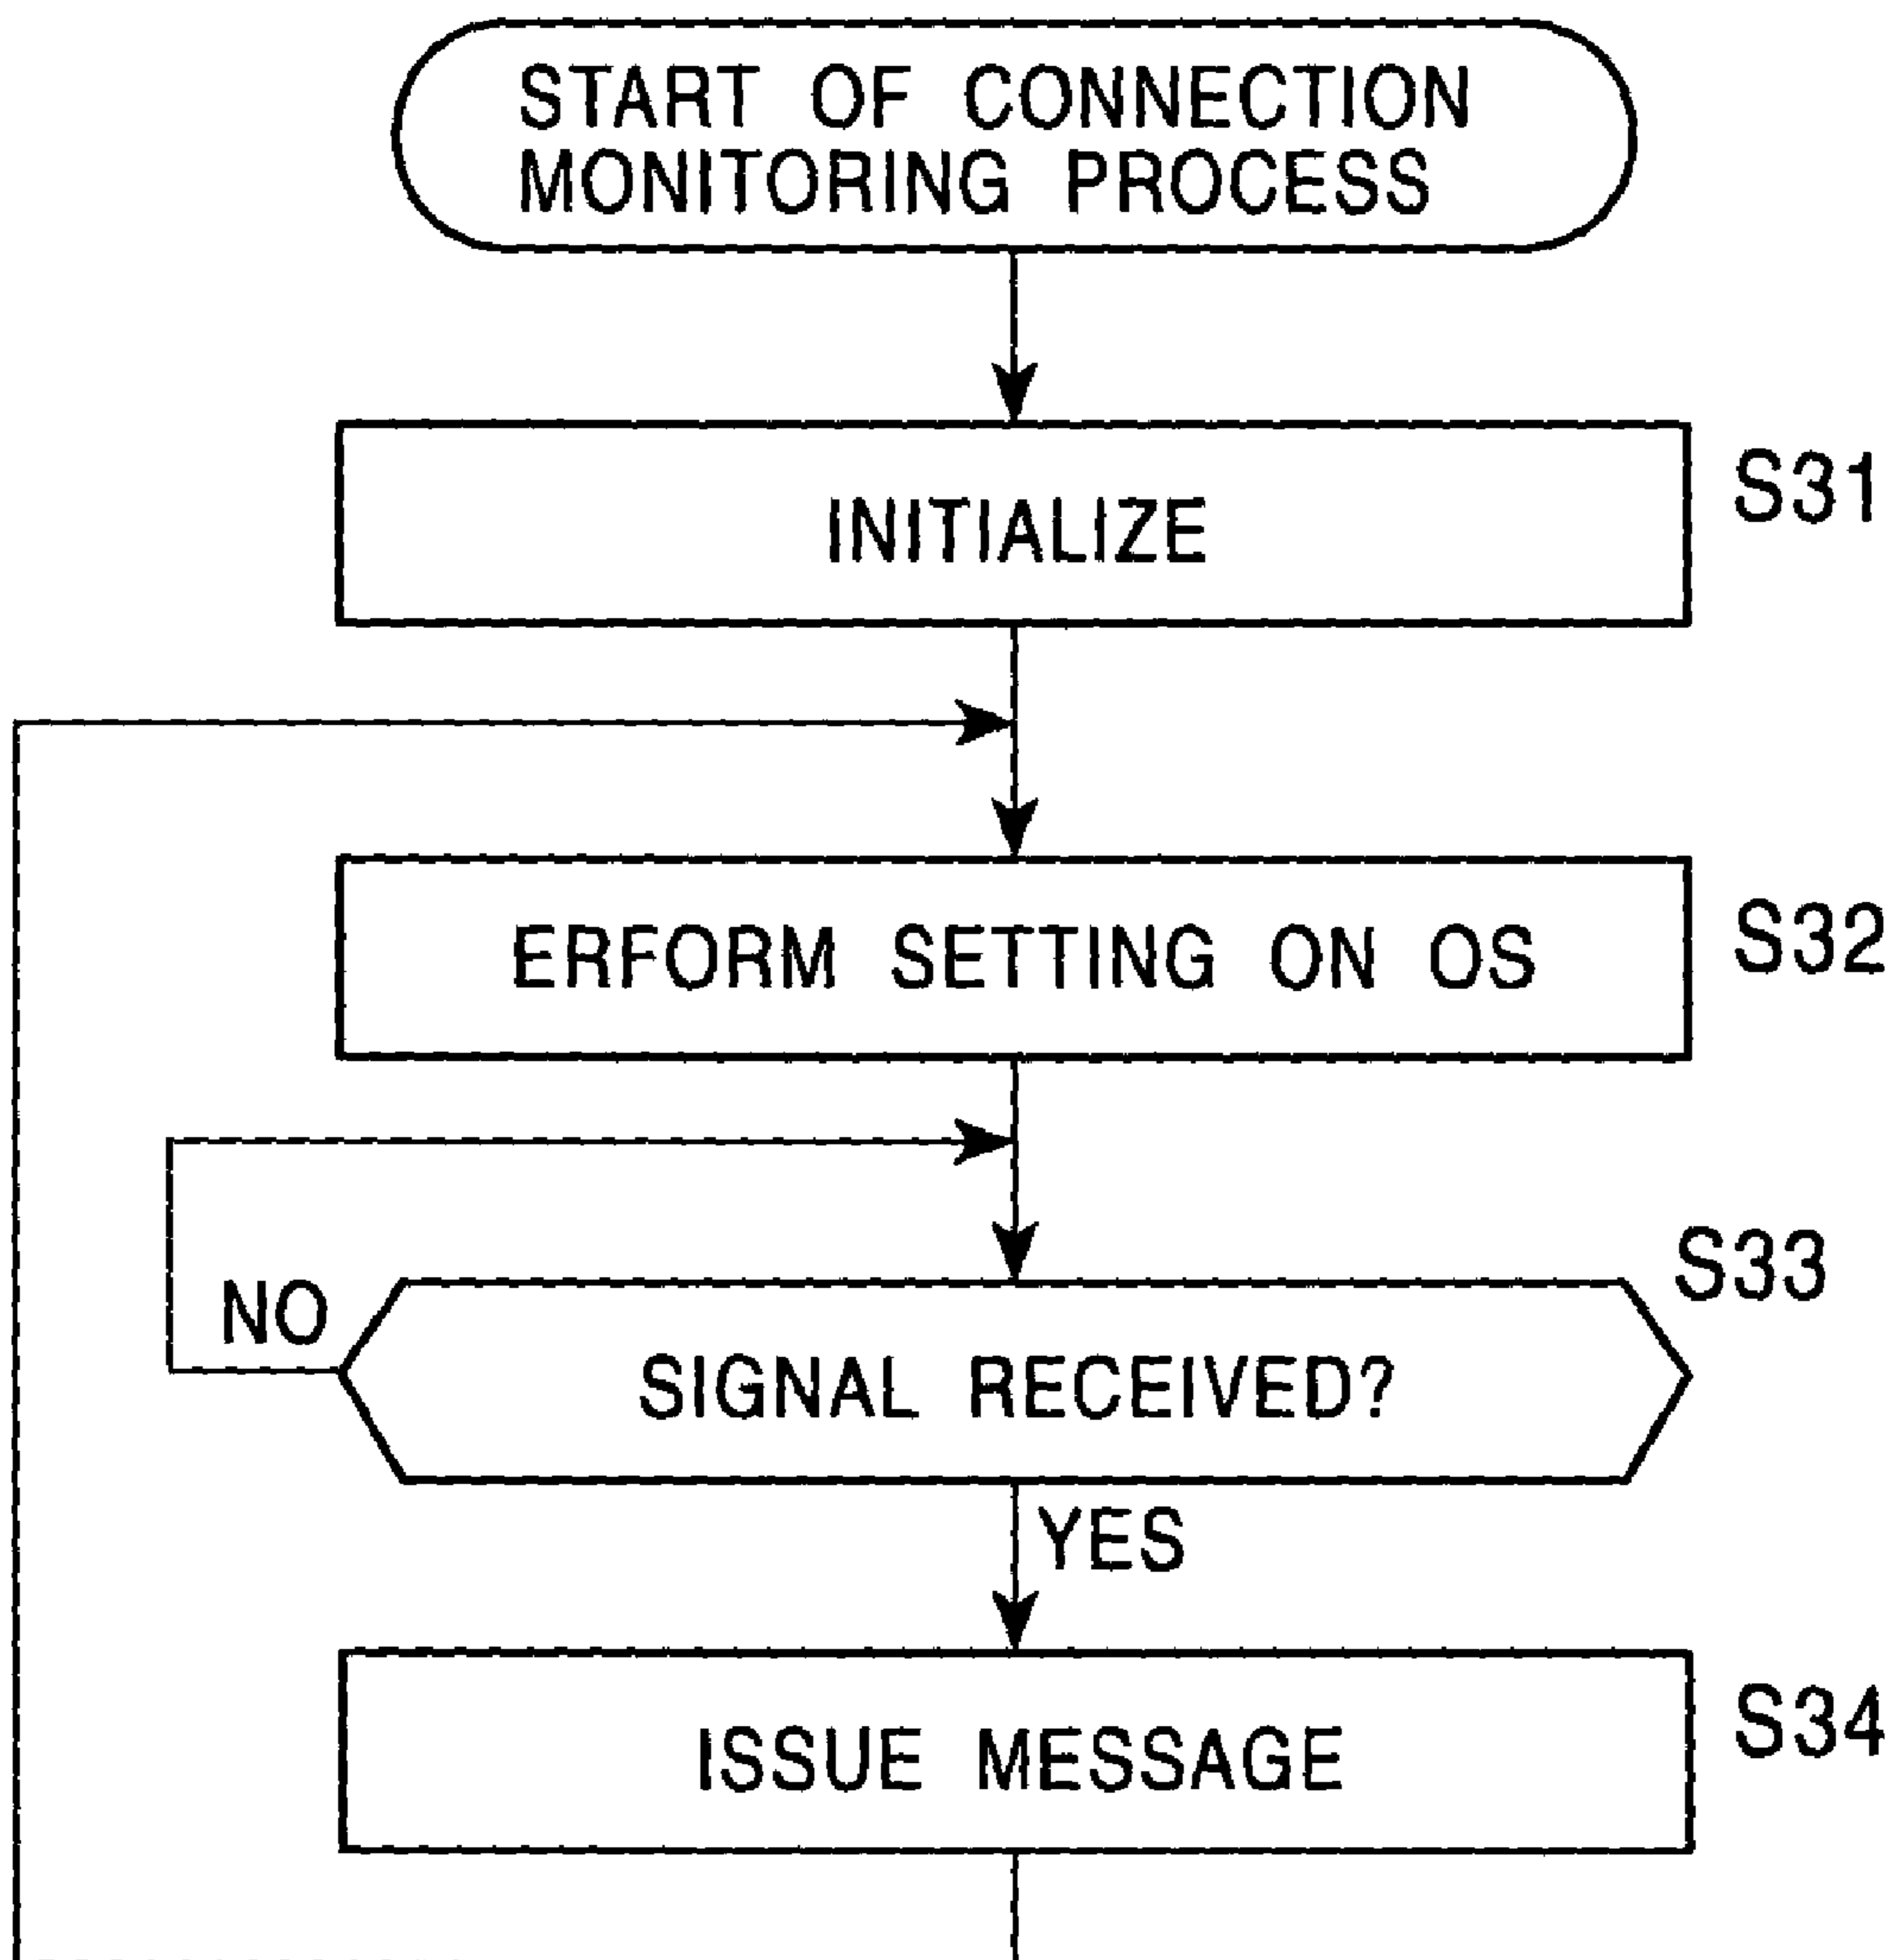 START OF CONNECTION
MONITORING PROCESS
INITIALIZE
S31
ERFORM SETTING ON OS
S32
S33
NO
SIGNAL RECEIVED?
YES
ISSUE MESSAGE
S34